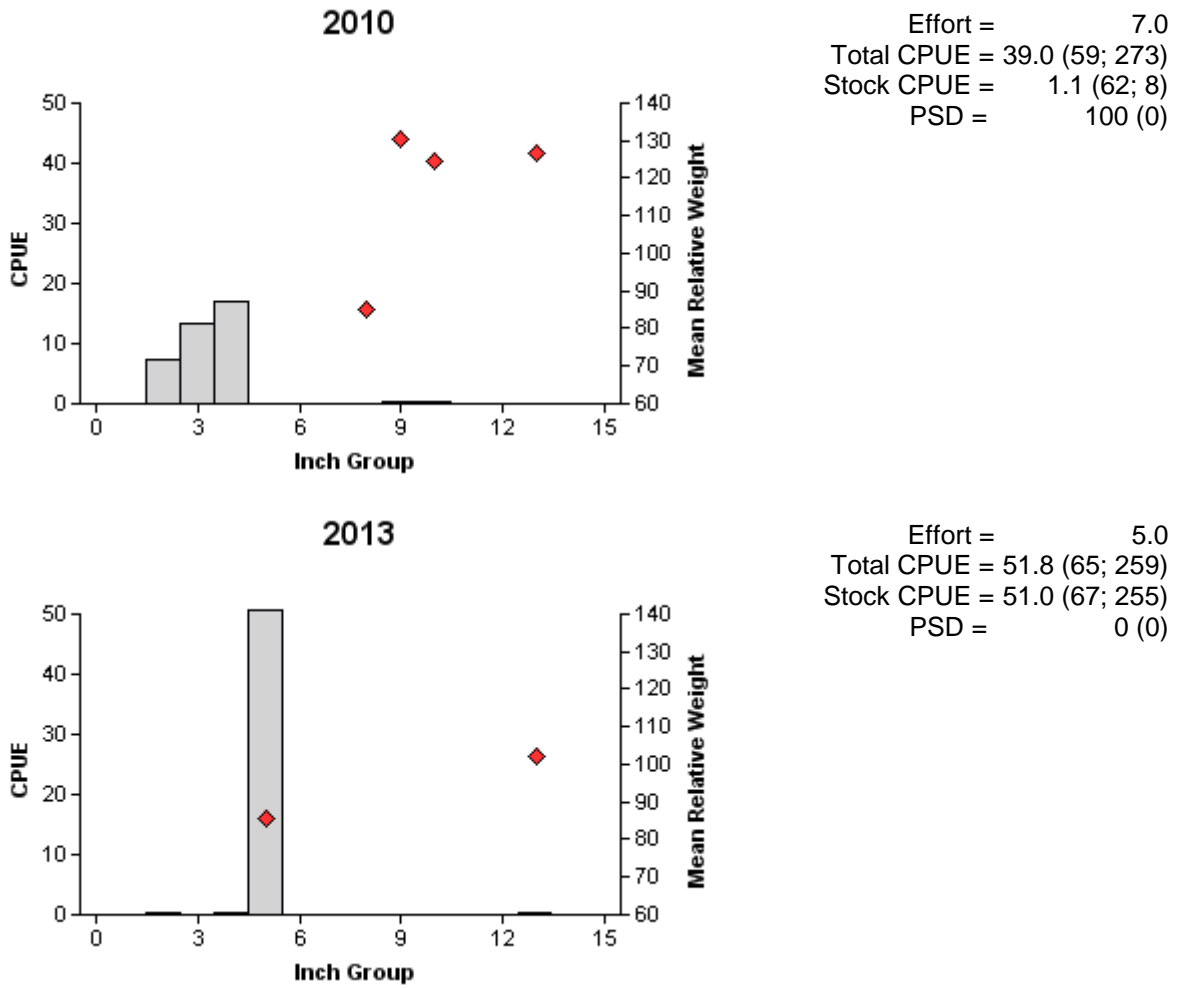 2010
Effort = 7.0
Total CPUE = 39.0 (59; 273)
Stock CPUE = 1.1 (62; 8)
PSD = 100 (0)
50
40
30
20
10
0
CPUE
140
130
120
110
100
90
80
70
60
Mean Relative Weight
0 3 6 9 12 15
Inch Group
2013
Effort = 5.0
Total CPUE = 51.8 (65; 259)
Stock CPUE = 51.0 (67; 255)
PSD = 0 (0)
50
40
30
20
10
0
CPUE
140
130
120
110
100
90
80
70
60
Mean Relative Weight
0 3 6 9 12 15
Inch Group